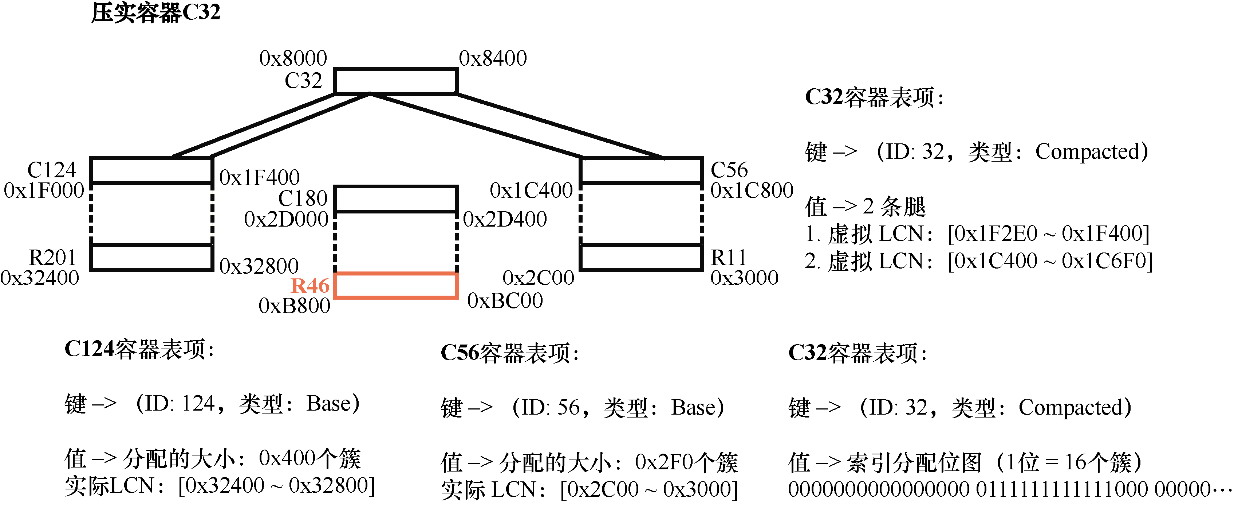 压实容器C32
0x8000
0x8400
C32
C124
0x1F000
0x1F400
C180
0x2D000
0x2D400
C56
0x1C400
0x1C800
R201
0x32400
0x32800
R46
0xB800
0xBC00
R11
0x2C00
0x3000
C32容器表项：
键 –> （ID: 32，类型：Compacted）
值 –> 2 条腿
1. 虚拟 LCN：[0x1F2E0 ~ 0x1F400]
2. 虚拟 LCN：[0x1C400 ~ 0x1C6F0]
C124容器表项：
键 –> （ID: 124，类型：Base）
值 –> 分配的大小：0x400个簇
实际LCN：[0x32400 ~ 0x32800]
C56容器表项：
键 –> （ID: 56，类型：Base）
值 –> 分配的大小：0x2F0个簇
实际 LCN：[0x2C00 ~ 0x3000]
C32容器表项：
键 –> （ID: 32，类型：Compacted）
值 –> 索引分配位图（1位 = 16个簇）
0000000000000000 0111111111111000 00000…